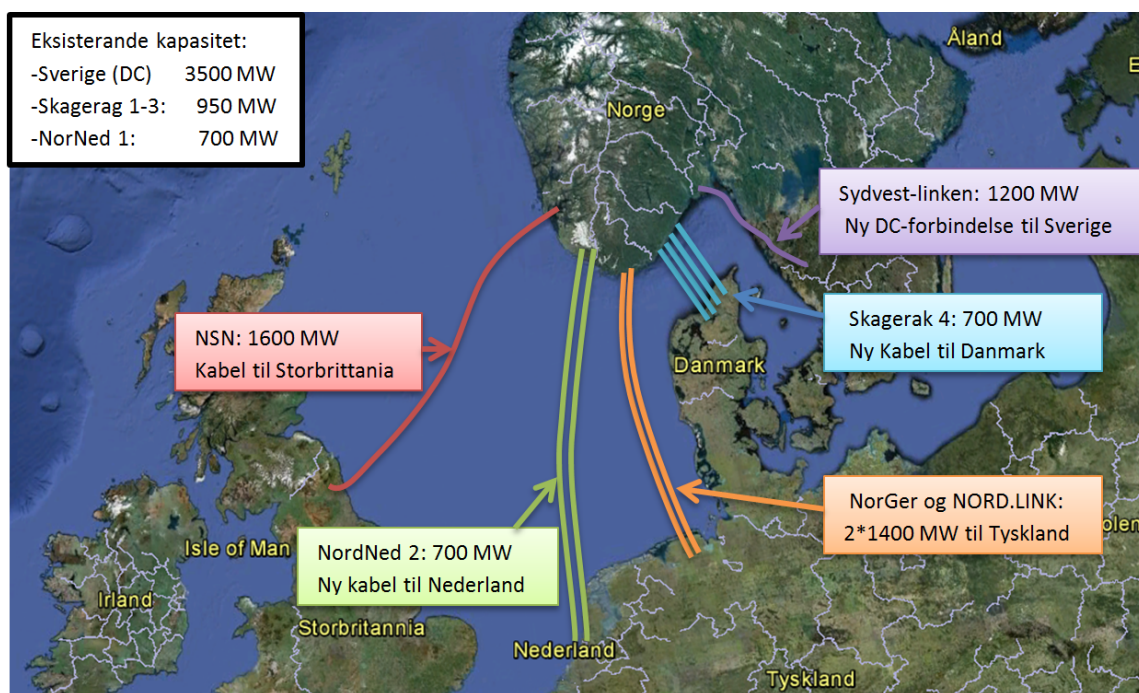 Eksisterande kapasitet:
-Sverige (DC) 3500 MW
-Skagerag 1-3: 950 MW
-NorNed 1: 700 MW
Åland
E
Norge
Sydvest-linken: 1200 MW
Ny DC-forbindelse til Sverige
NSN: 1600 MW
Kabel til Storbrittania
Skagerak 4: 700 MW
Ny Kabel til Danmark
Danmark
NorGer og NORD.LINK:
2*1400 MW til Tyskland
olen
Isle of Man
NordNed 2: 700 MW
Ny kabel til Nederland
Irland
Storbritannia
Nederland
Tyskland